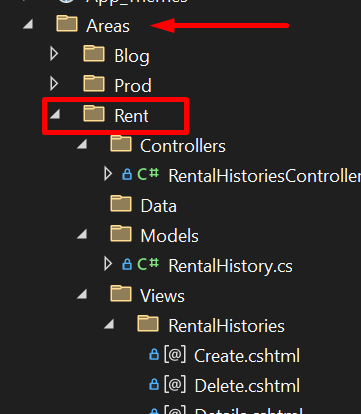 App_Themes
Areas
Blog
Prod
Rent
Controllers
C# RentalHistoriesController
Data
Models
C# RentalHistory.cs
Views
RentalHistories
[@] Create.cshtml
[@] Delete.cshtml
[@] Details.cshtml